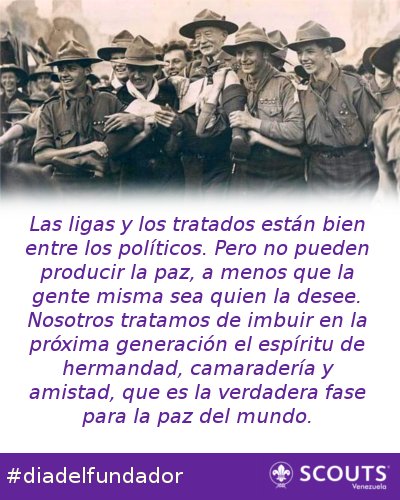 Las ligas y los tratados están bien
entre los políticos. Pero no pueden
producir la paz, a menos que la
gente misma sea quien la desee.
Nosotros tratamos de imbuir en la
próxima generación el espíritu de
hermandad, camaradería y
amistad, que es la verdadera fase
para la paz del mundo.
#diadelfundador
SCOUTS
Venezuela